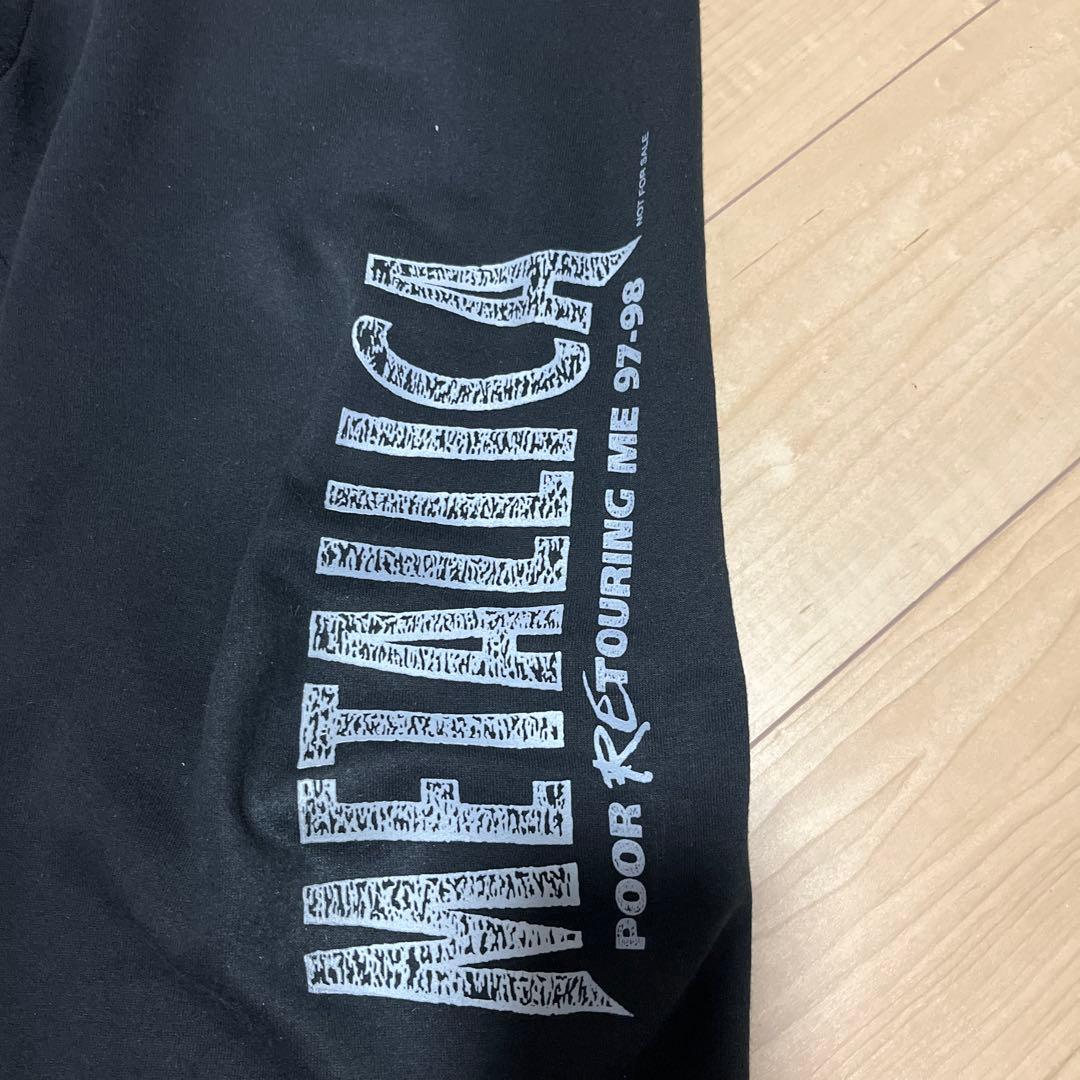 METALLICA
POOR RETOURING ME 97-98
NOT FOR SALE